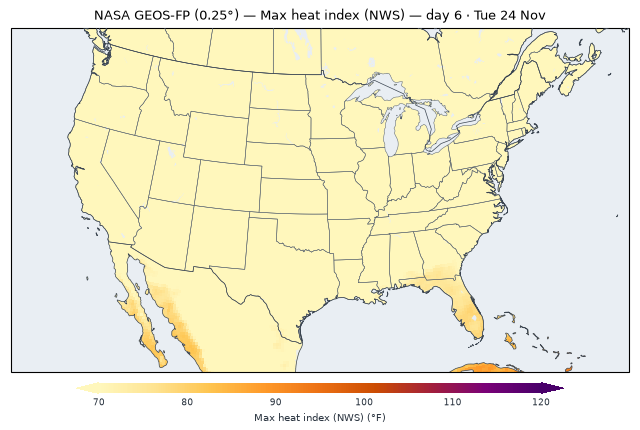 NASA GEOS-FP (0.25°) — Max heat index (NWS) — day 6 · Tue 24 Nov
70 80 90 100 110 120
Max heat index (NWS) (°F)